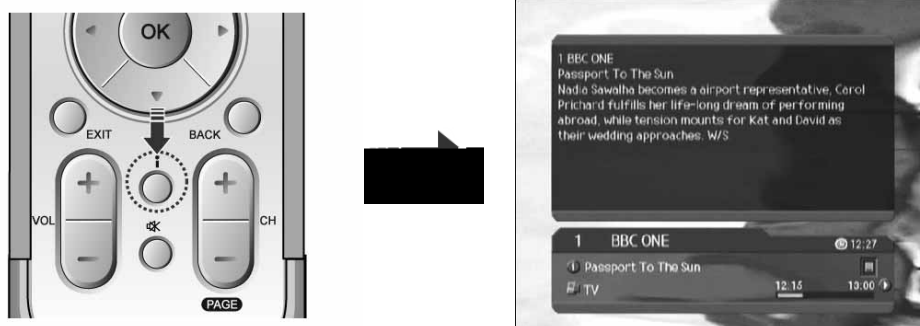 OK
EXIT
BACK
i
VOL
CH
PAGE
1 BBC ONE
Passport To The Sun
Nadia Sawalha becomes a airport representative, Carol
Prichard fulfills her life-long dream of performing
abroad, while tension mounts for Kat and David as
their wedding approaches. W/S
1 BBC ONE 12:27
i Passport To The Sun
TV 12.15 13:00